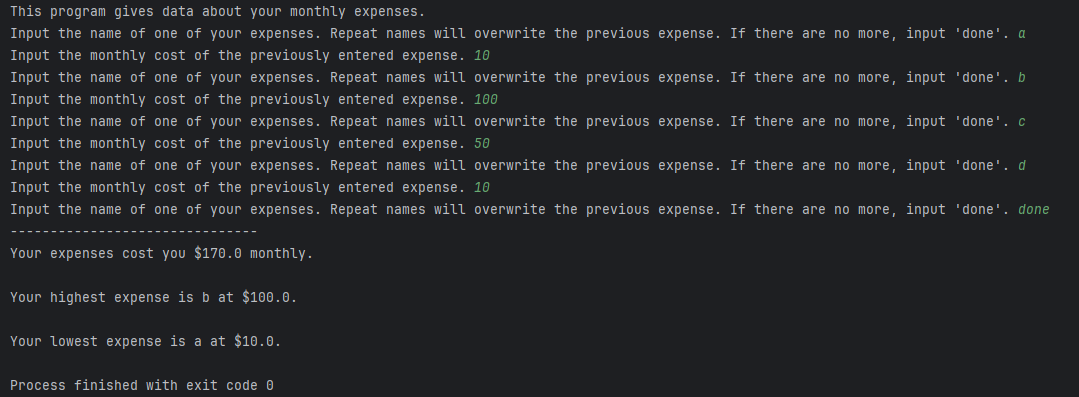 This program gives data about your monthly expenses.
Input the name of one of your expenses. Repeat names will overwrite the previous expense. If there are no more, input 'done'. a
Input the monthly cost of the previously entered expense. 10
Input the name of one of your expenses. Repeat names will overwrite the previous expense. If there are no more, input 'done'. b
Input the monthly cost of the previously entered expense. 100
Input the name of one of your expenses. Repeat names will overwrite the previous expense. If there are no more, input 'done'. c
Input the monthly cost of the previously entered expense. 50
Input the name of one of your expenses. Repeat names will overwrite the previous expense. If there are no more, input 'done'. d
Input the monthly cost of the previously entered expense. 10
Input the name of one of your expenses. Repeat names will overwrite the previous expense. If there are no more, input 'done'. done
-------------------------------
Your expenses cost you $170.0 monthly.
Your highest expense is b at $100.0.
Your lowest expense is a at $10.0.
Process finished with exit code 0